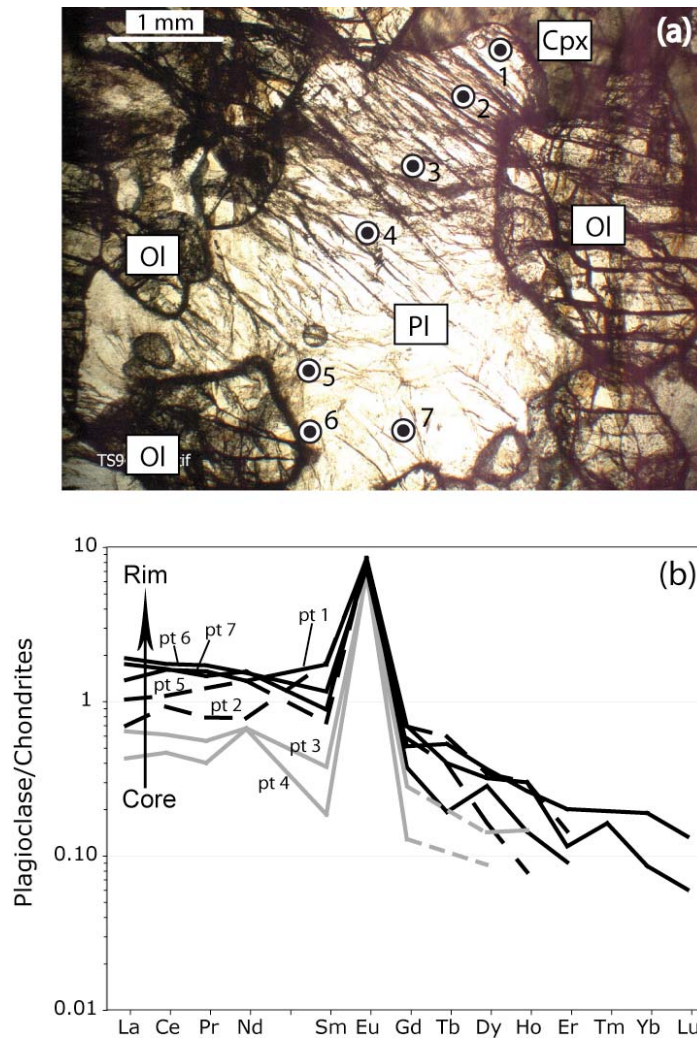 1 mm
(a)
Cpx
1
2
3
4
Ol
Ol
Pl
5
6
7
Ol
TS9
tif
10
(b)
Rim
pt 1
pt 6
pt 7
1
pt 5
pt 2
pt 3
pt 4
Core
0.10
0.01
Plagioclase/Chondrites
La Ce Pr Nd Sm Eu Gd Tb Dy Ho Er Tm Yb Lu